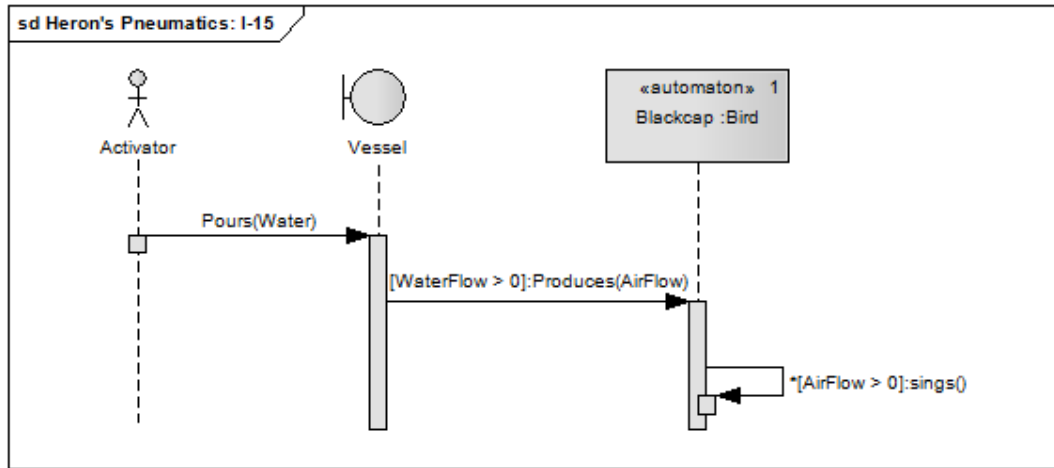 sd Heron's Pneumatics: I-15
Activator
Vessel
«automaton» 1
Blackcap :Bird
Pours(Water)
[WaterFlow > 0]:Produces(AirFlow)
*[AirFlow > 0]:sings()